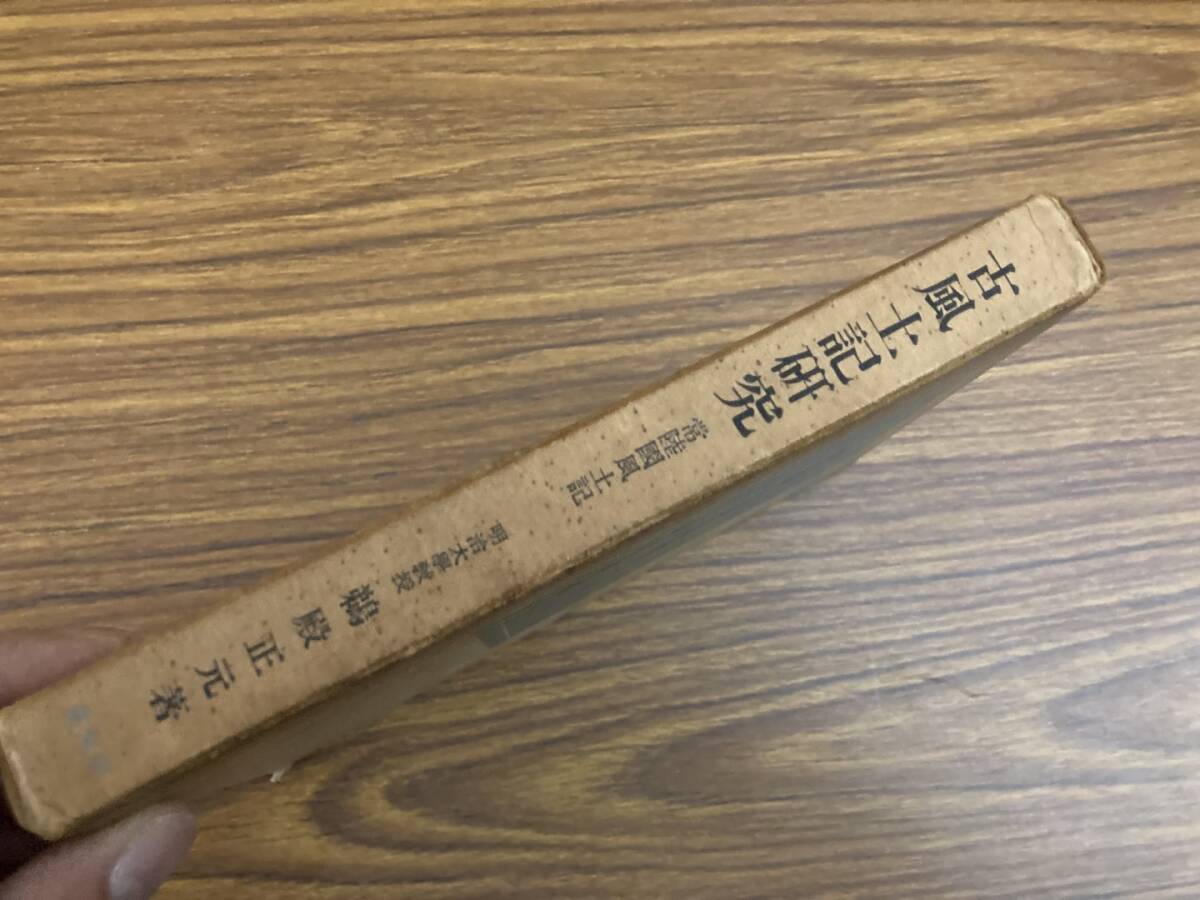 古風土記研究
常陸國風土記
明治大學教授
鵜殿正元著